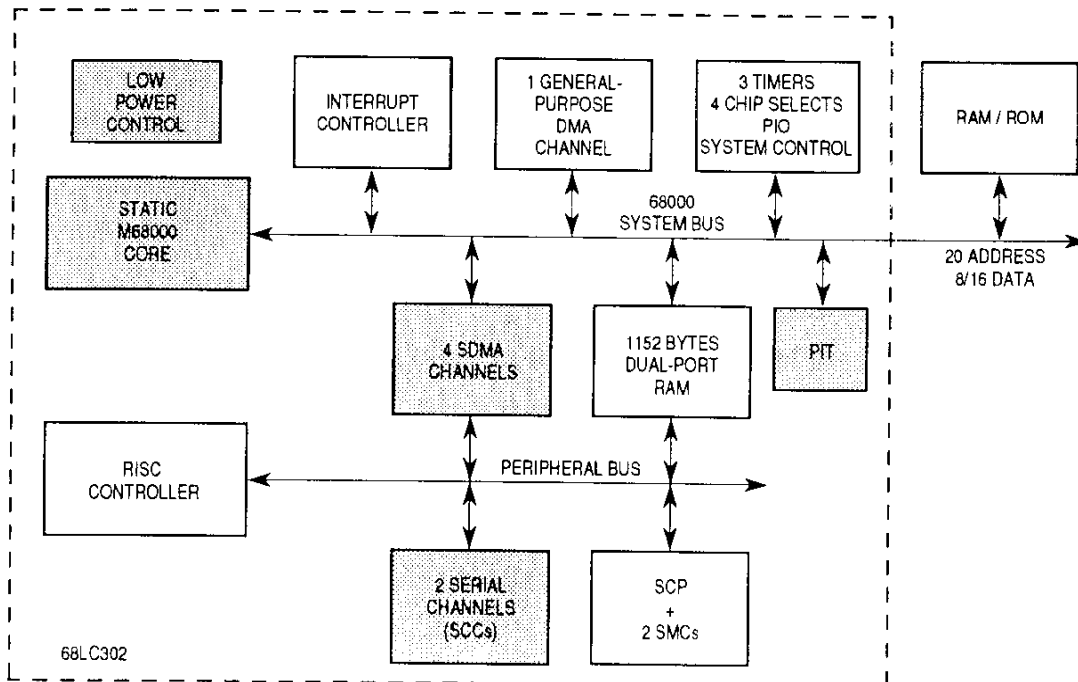 LOW
POWER
CONTROL
INTERRUPT
CONTROLLER
1 GENERAL-
PURPOSE
DMA
CHANNEL
3 TIMERS
4 CHIP SELECTS
PIO
SYSTEM CONTROL
RAM / ROM
STATIC
M68000
CORE
68000
SYSTEM BUS
20 ADDRESS
8/16 DATA
4 SDMA
CHANNELS
1152 BYTES
DUAL-PORT
RAM
PIT
RISC
CONTROLLER
PERIPHERAL BUS
2 SERIAL
CHANNELS
(SCCs)
SCP
+
2 SMCs
68LC302